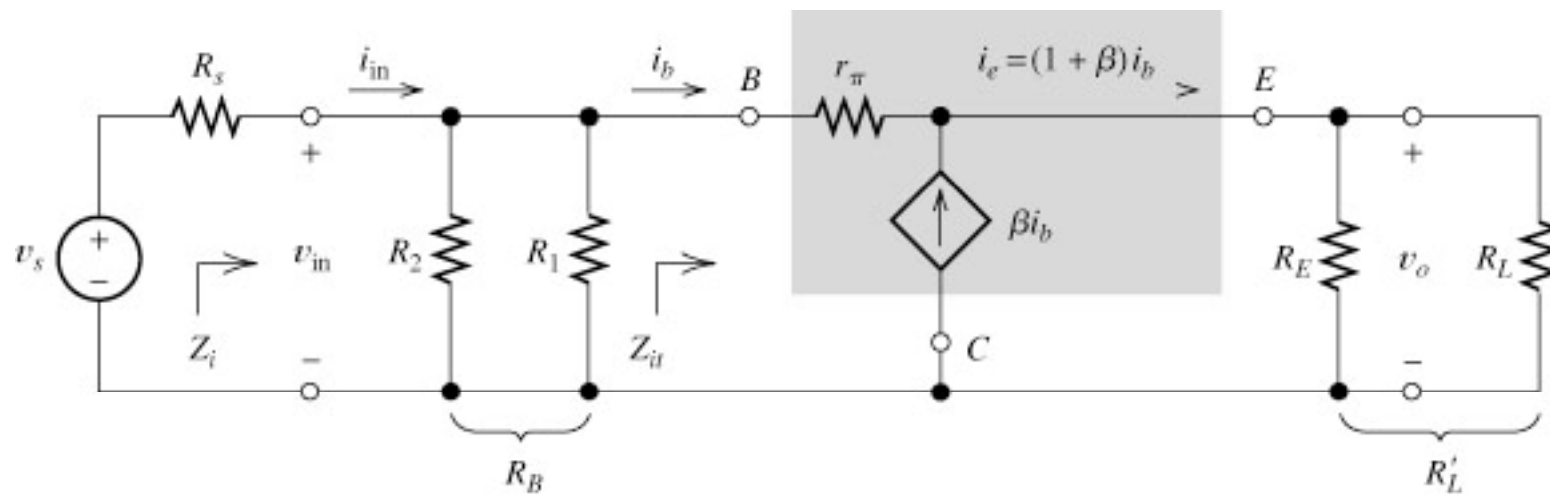 R_s
i_in
i_b
B
r_π
i_e = (1 + β) i_b
E
+
+
v_s
+
−
v_in
R_2
R_1
βi_b
R_E
v_o
R_L
Z_i
Z_it
C
−
−
R_B
R'_L